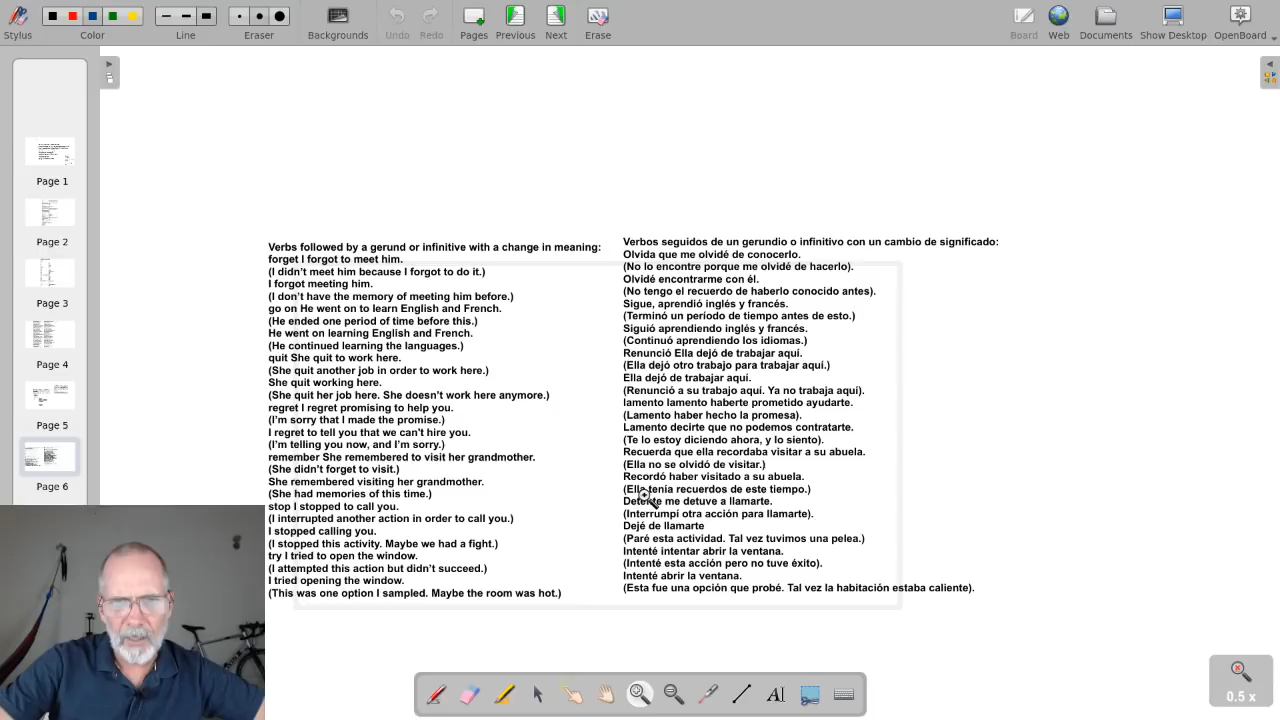 Stylus
Color
Line
Eraser
Backgrounds
Undo
Redo
Pages
Previous
Next
Erase
Board
Web
Documents
Show Desktop
OpenBoard
Page 1
Page 2
Page 3
Page 4
Page 5
Page 6
Verbs followed by a gerund or infinitive with a change in meaning:
forget I forgot to meet him.
(I didn't meet him because I forgot to do it.)
I forgot meeting him.
(I don't have the memory of meeting him before.)
go on He went on to learn English and French.
(He ended one period of time before this.)
He went on learning English and French.
(He continued learning the languages.)
quit She quit to work here.
(She quit another job in order to work here.)
She quit working here.
(She quit her job here. She doesn't work here anymore.)
regret I regret promising to help you.
(I'm sorry that I made the promise.)
I regret to tell you that we can't hire you.
(I'm telling you now, and I'm sorry.)
remember She remembered to visit her grandmother.
(She didn't forget to visit.)
She remembered visiting her grandmother.
(She had memories of this time.)
stop I stopped to call you.
(I interrupted another action in order to call you.)
I stopped calling you.
(I stopped this activity. Maybe we had a fight.)
try I tried to open the window.
(I attempted this action but didn't succeed.)
I tried opening the window.
(This was one option I sampled. Maybe the room was hot.)
Verbos seguidos de un gerundio o infinitivo con un cambio de significado:
Olvida que me olvidé de conocerlo.
(No lo encontre porque me olvidé de hacerlo).
Olvidé encontrarme con él.
(No tengo el recuerdo de haberlo conocido antes).
Sigue, aprendió inglés y francés.
(Terminó un período de tiempo antes de esto.)
Siguió aprendiendo inglés y francés.
(Continuó aprendiendo los idiomas.)
Renunció Ella dejó de trabajar aquí.
(Ella dejó otro trabajo para trabajar aquí.)
Ella dejó de trabajar aquí.
(Renunció a su trabajo aquí. Ya no trabaja aquí).
lamento lamento haberte prometido ayudarte.
(Lamento haber hecho la promesa).
Lamento decirte que no podemos contratarte.
(Te lo estoy diciendo ahora, y lo siento).
Recuerda que ella recordaba visitar a su abuela.
(Ella no se olvidó de visitar.)
Recordó haber visitado a su abuela.
(Ella tenia recuerdos de este tiempo.)
me detuve a llamarte.
(Interrumpí otra acción para llamarte).
Dejé de llamarte
(Paré esta actividad. Tal vez tuvimos una pelea.)
Intenté intentar abrir la ventana.
(Intenté esta acción pero no tuve éxito).
Intenté abrir la ventana.
(Esta fue una opción que probé. Tal vez la habitación estaba caliente).
0.5 x